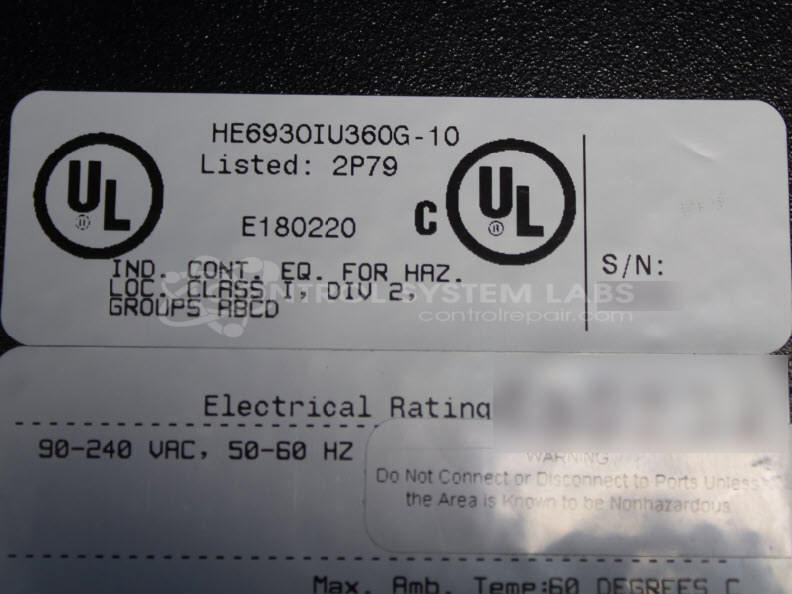 HE693OIU360G-10
Listed: 2P79
UL
®
E180220
C
UL
®
S/N:
IND. CONT. EQ. FOR HAZ.
LOC. CLASS I, DIV 2,
GROUPS ABCD
CONTROL SYSTEM LABS
controlrepair.com
Electrical Rating
90-240 VAC, 50-60 HZ
WARNING
Do Not Connect or Disconnect to Ports Unless
the Area is Known to be Nonhazardous
Max. Amb. Temp:60 DEGREES C